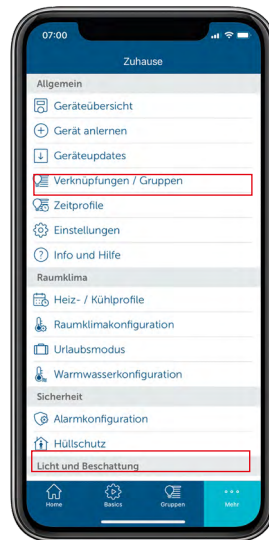 07:00
Zuhause
Allgemein
Geräteübersicht
Gerät anlernen
Geräteupdates
Verknüpfungen / Gruppen
Zeitprofile
Einstellungen
Info und Hilfe
Raumklima
Heiz- / Kühlprofile
Raumklimakonfiguration
Urlaubsmodus
Warmwasserkonfiguration
Sicherheit
Alarmkonfiguration
Hüllschutz
Licht und Beschattung
Home Basics Gruppen Mehr